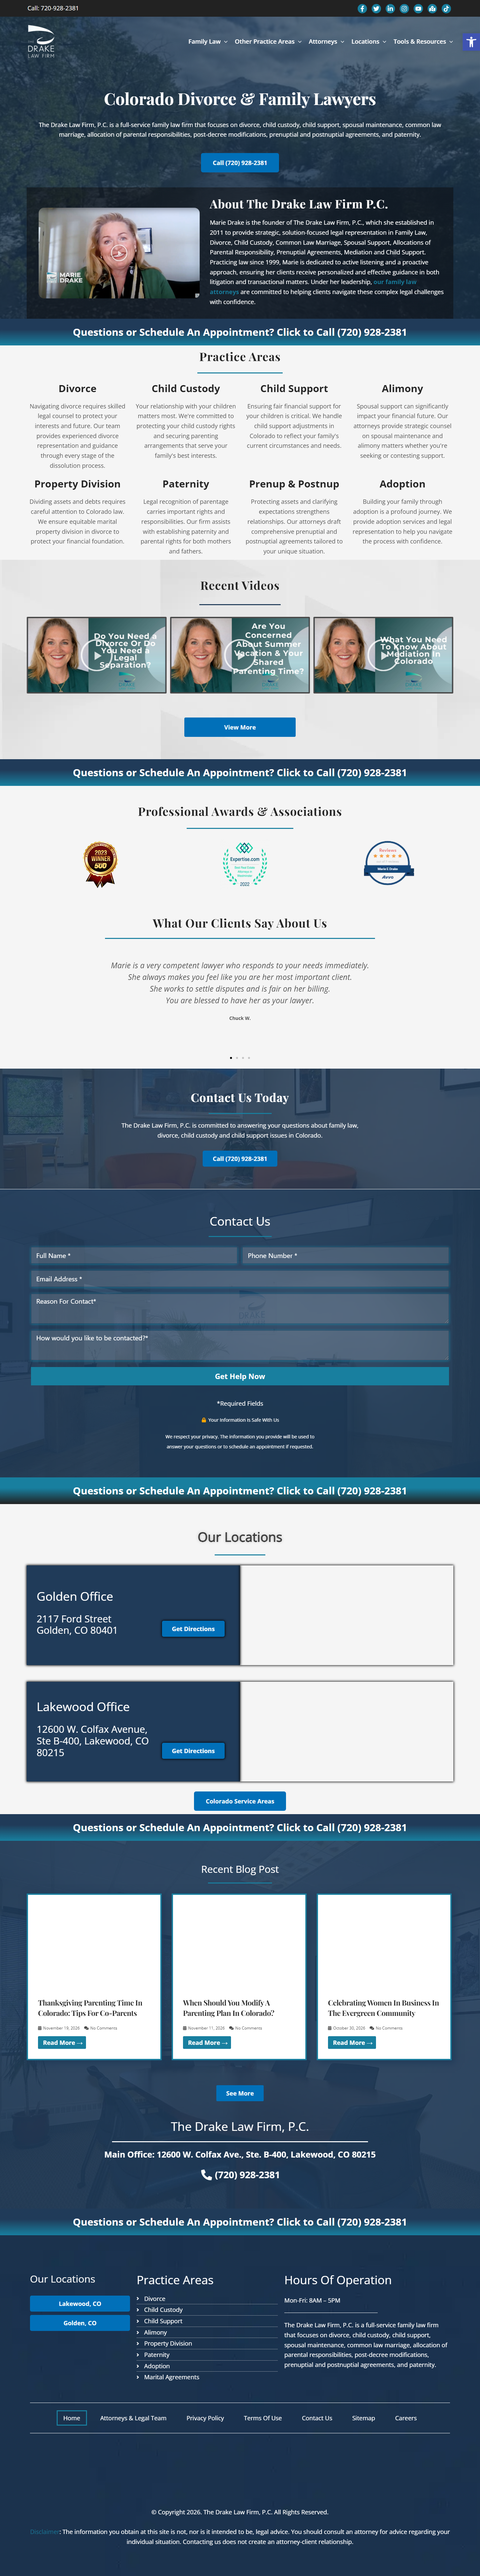 Call: 720-928-2381
DRAKE
LAW FIRM
Family Law
Other Practice Areas
Attorneys
Locations
Tools & Resources
Colorado Divorce & Family Lawyers
The Drake Law Firm, P.C. is a full-service family law firm that focuses on divorce, child custody, child support, spousal maintenance, common law
marriage, allocation of parental responsibilities, post-decree modifications, prenuptial and postnuptial agreements, and paternity.
Call (720) 928-2381
MARIE
DRAKE
About The Drake Law Firm P.C.
Marie Drake is the founder of The Drake Law Firm, P.C., which she established in
2011 to provide strategic, solution-focused legal representation in Family Law,
Divorce, Child Custody, Common Law Marriage, Spousal Support, Allocations of
Parental Responsibility, Prenuptial Agreements, Mediation and Child Support.
Practicing law since 1999, Marie is dedicated to active listening and a proactive
approach, ensuring her clients receive personalized and effective guidance in both
litigation and transactional matters. Under her leadership, our family law
attorneys are committed to helping clients navigate these complex legal challenges
with confidence.
Questions or Schedule An Appointment? Click to Call (720) 928-2381
Practice Areas
Divorce
Navigating divorce requires skilled
legal counsel to protect your
interests and future. Our team
provides experienced divorce
representation and guidance
through every stage of the
dissolution process.
Child Custody
Your relationship with your children
matters most. We're committed to
protecting your child custody rights
and securing parenting
arrangements that serve your
family's best interests.
Child Support
Ensuring fair financial support for
your children is critical. We handle
child support adjustments in
Colorado to reflect your family's
current circumstances and needs.
Alimony
Spousal support can significantly
impact your financial future. Our
attorneys provide strategic counsel
on spousal maintenance and
alimony matters whether you're
seeking or contesting support.
Property Division
Dividing assets and debts requires
careful attention to Colorado law.
We ensure equitable marital
property division in divorce to
protect your financial foundation.
Paternity
Legal recognition of parentage
carries important rights and
responsibilities. Our firm assists
with establishing paternity and
parental rights for both mothers
and fathers.
Prenup & Postnup
Protecting assets and clarifying
expectations strengthens
relationships. Our attorneys draft
comprehensive prenuptial and
postnuptial agreements tailored to
your unique situation.
Adoption
Building your family through
adoption is a profound journey. We
provide adoption services and legal
representation to help you navigate
the process with confidence.
Recent Videos
Do You Need a
Divorce Or Do
You Need a
Legal
Separation?
Are You
Concerned
About Summer
Vacation & Your
Shared
Parenting Time?
What You Need
To Know About
Mediation In
Colorado
View More
Questions or Schedule An Appointment? Click to Call (720) 928-2381
Professional Awards & Associations
2023
WINNER
Expertise.com
2022
Reviews
Marie E Drake
Avvo
What Our Clients Say About Us
Marie is a very competent lawyer who responds to your needs immediately.
She always makes you feel like you are her most important client.
She works to settle disputes and is fair on her billing.
You are blessed to have her as your lawyer.
Chuck W.
Contact Us Today
The Drake Law Firm, P.C. is committed to answering your questions about family law,
divorce, child custody and child support issues in Colorado.
Call (720) 928-2381
Contact Us
Full Name *
Phone Number *
Email Address *
Reason For Contact*
How would you like to be contacted?*
Get Help Now
*Required Fields
Your Information is Safe With Us
We respect your privacy. The information you provide will be used to
answer your questions or to schedule an appointment if requested.
Questions or Schedule An Appointment? Click to Call (720) 928-2381
Our Locations
Golden Office
2117 Ford Street
Golden, CO 80401
Get Directions
Lakewood Office
12600 W. Colfax Avenue,
Ste B-400, Lakewood, CO
80215
Get Directions
Colorado Service Areas
Questions or Schedule An Appointment? Click to Call (720) 928-2381
Recent Blog Post
Thanksgiving Parenting Time In
Colorado: Tips For Co-Parents
November 19, 2025 No Comments
Read More →
When Should You Modify A
Parenting Plan In Colorado?
November 11, 2025 No Comments
Read More →
Celebrating Women In Business In
The Evergreen Community
October 30, 2025 No Comments
Read More →
See More
The Drake Law Firm, P.C.
Main Office: 12600 W. Colfax Ave., Ste. B-400, Lakewood, CO 80215
(720) 928-2381
Questions or Schedule An Appointment? Click to Call (720) 928-2381
Our Locations
Lakewood, CO
Golden, CO
Practice Areas
Divorce
Child Custody
Child Support
Alimony
Property Division
Paternity
Adoption
Marital Agreements
Hours Of Operation
Mon-Fri: 8AM – 5PM
The Drake Law Firm, P.C. is a full-service family law firm
that focuses on divorce, child custody, child support,
spousal maintenance, common law marriage, allocation of
parental responsibilities, post-decree modifications,
prenuptial and postnuptial agreements, and paternity.
Home
Attorneys & Legal Team
Privacy Policy
Terms Of Use
Contact Us
Sitemap
Careers
© Copyright 2026. The Drake Law Firm, P.C. All Rights Reserved.
Disclaimer: The information you obtain at this site is not, nor is it intended to be, legal advice. You should consult an attorney for advice regarding your
individual situation. Contacting us does not create an attorney-client relationship.